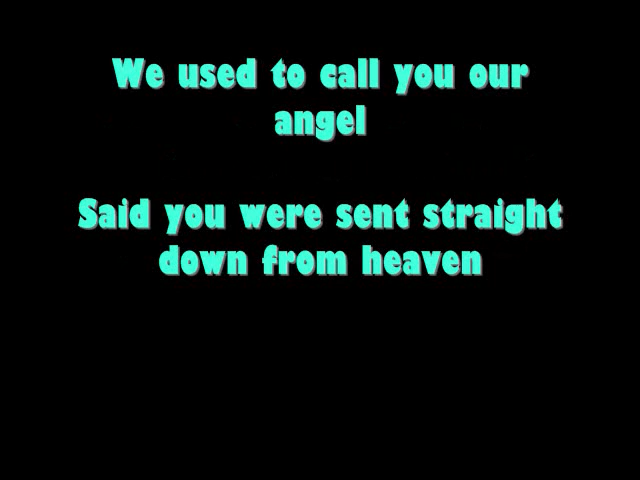 We used to call you our
angel
Said you were sent straight
down from heaven